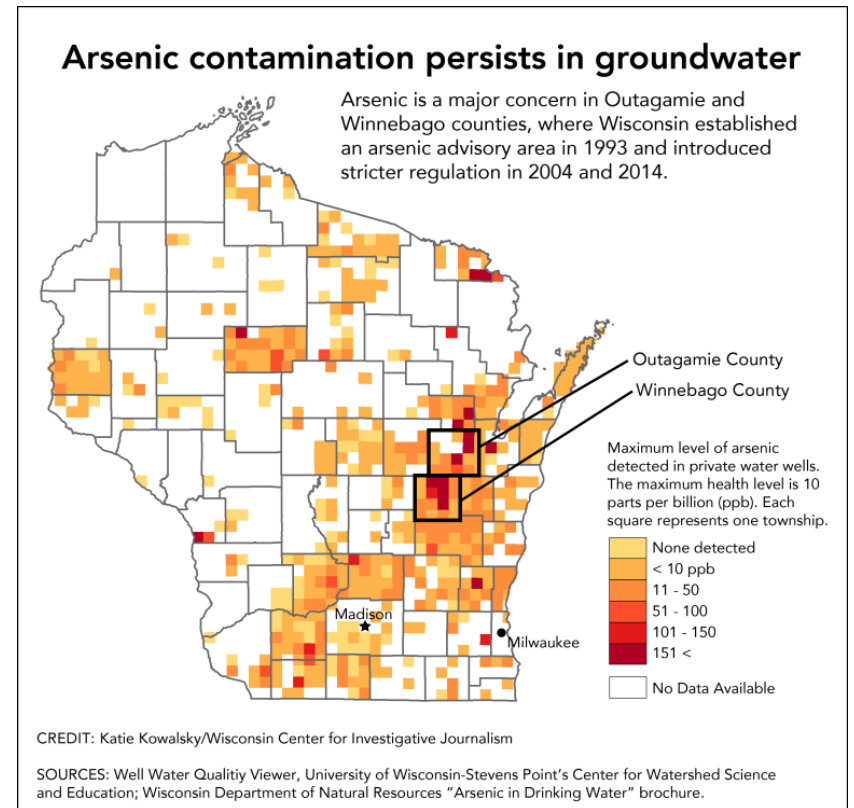 Arsenic contamination persists in groundwater
Arsenic is a major concern in Outagamie and
Winnebago counties, where Wisconsin established
an arsenic advisory area in 1993 and introduced
stricter regulation in 2004 and 2014.
Outagamie County
Winnebago County
Maximum level of arsenic
detected in private water wells.
The maximum health level is 10
parts per billion (ppb). Each
square represents one township.
None detected
< 10 ppb
11 - 50
51 - 100
101 - 150
151 <
No Data Available
Madison
Milwaukee
CREDIT: Katie Kowalsky/Wisconsin Center for Investigative Journalism
SOURCES: Well Water Qualitiy Viewer, University of Wisconsin-Stevens Point's Center for Watershed Science
and Education; Wisconsin Department of Natural Resources "Arsenic in Drinking Water" brochure.